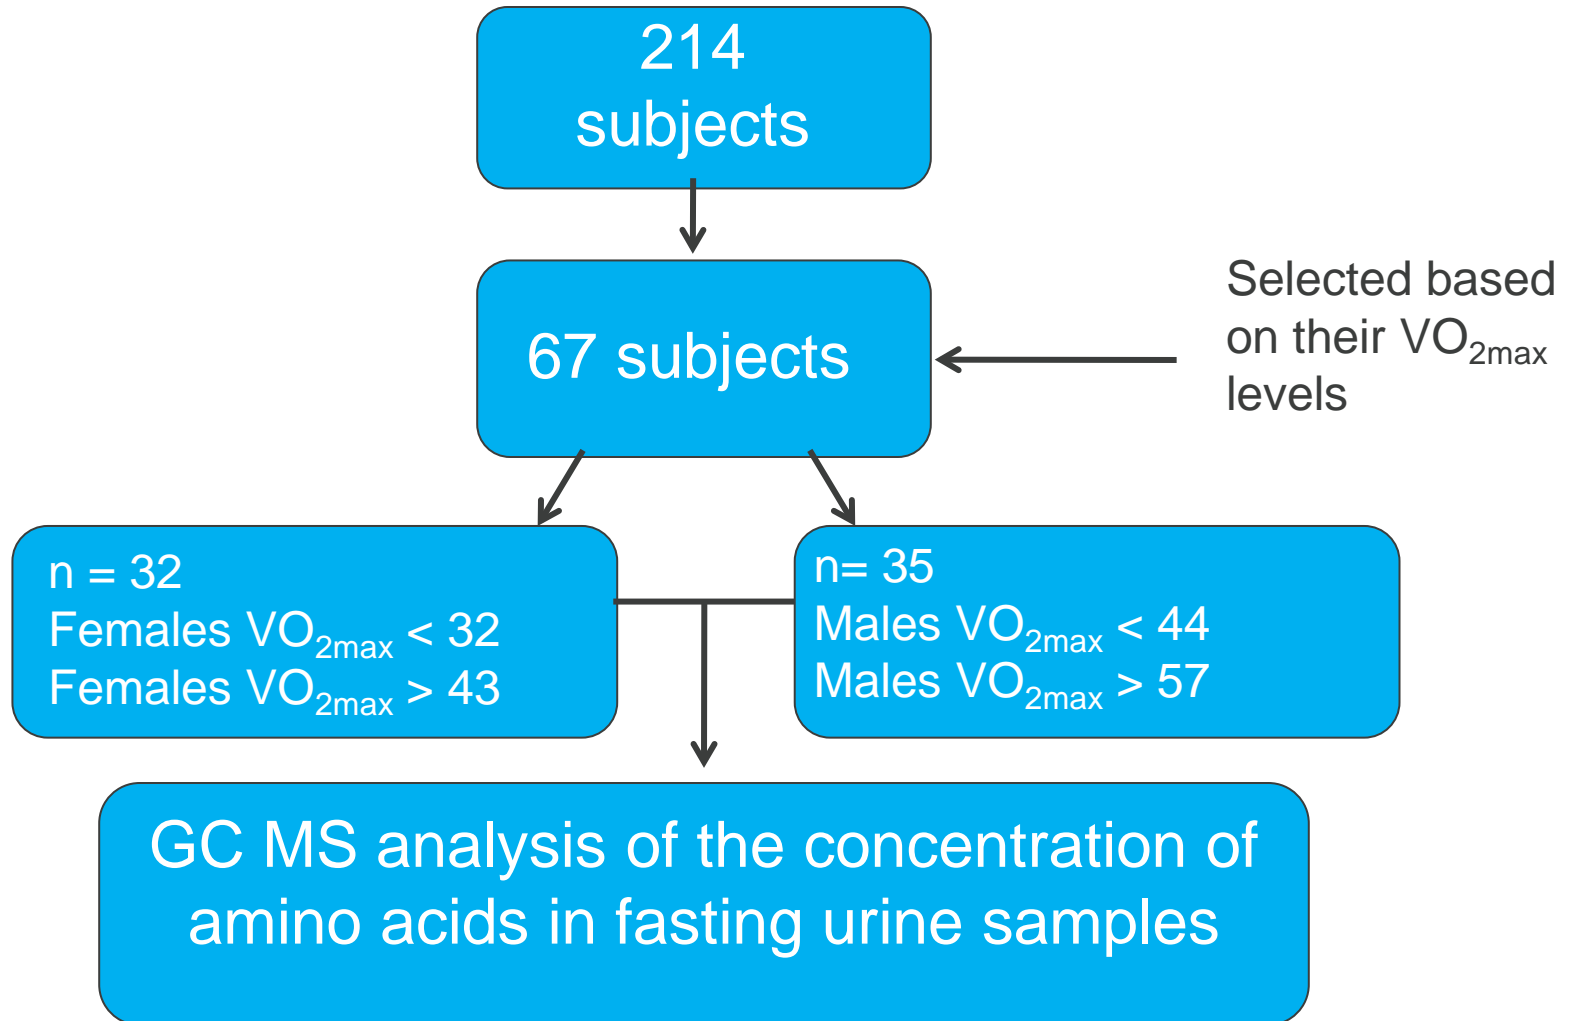 214
subjects
67 subjects
Selected based
on their VO₂max
levels
n = 32
Females VO₂max < 32
Females VO₂max > 43
n= 35
Males VO₂max < 44
Males VO₂max > 57
GC MS analysis of the concentration of
amino acids in fasting urine samples